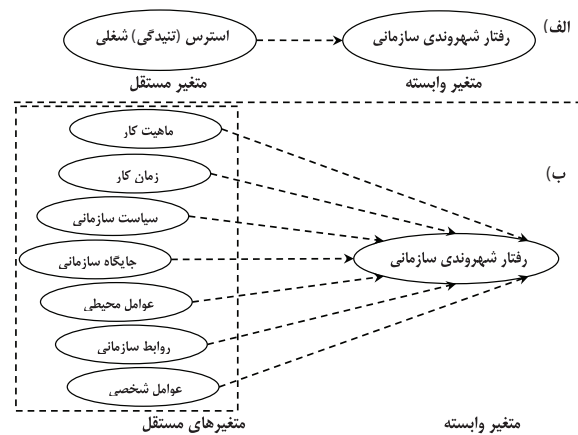 الف)
رفتار شهروندی سازمانی
استرس (تنیدگی) شغلی
متغیر وابسته
متغیر مستقل
ب)
ماهیت کار
زمان کار
سیاست سازمانی
جایگاه سازمانی
عوامل محیطی
روابط سازمانی
عوامل شخصی
رفتار شهروندی سازمانی
متغیر وابسته
متغیرهای مستقل